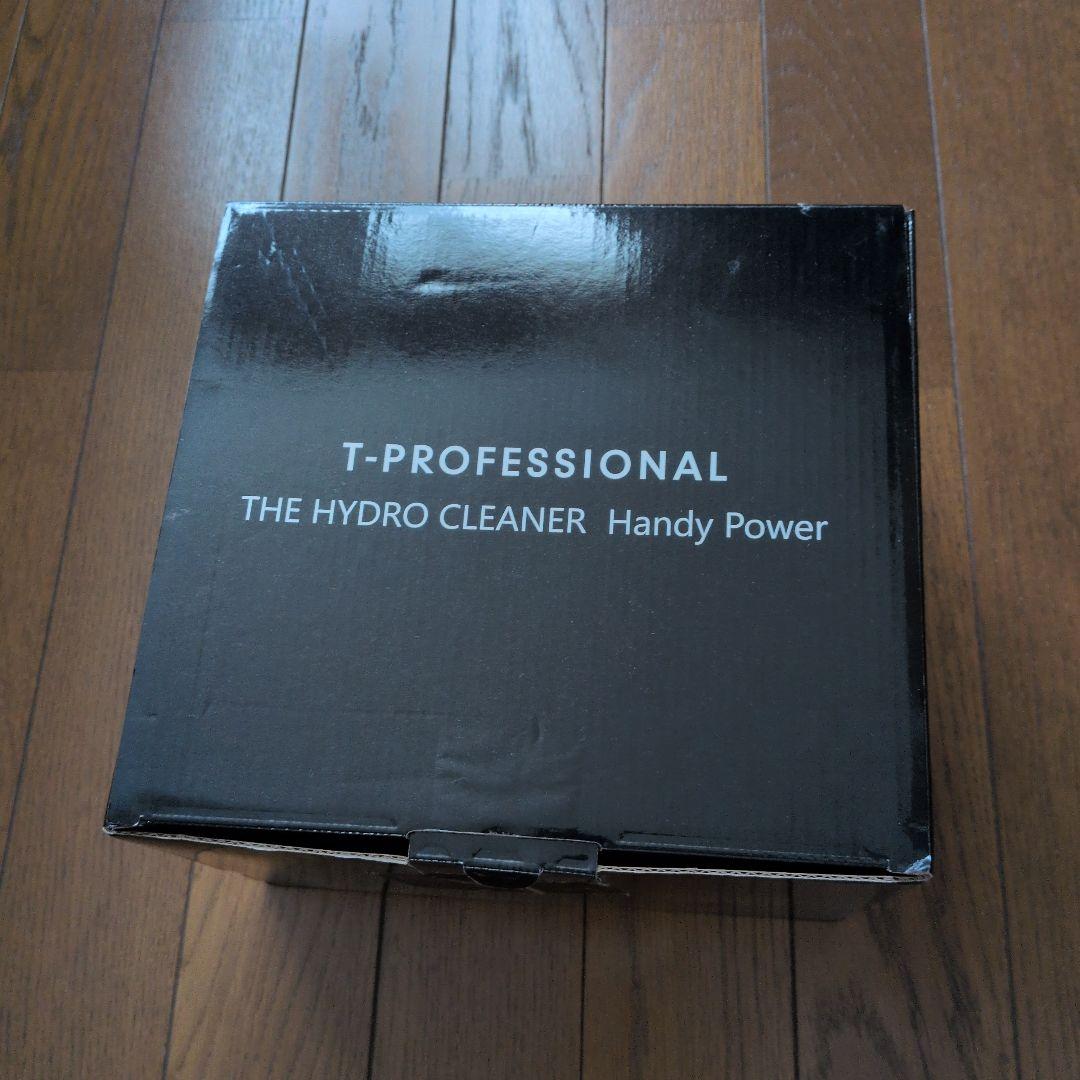 T-PROFESSIONAL
THE HYDRO CLEANER Handy Power